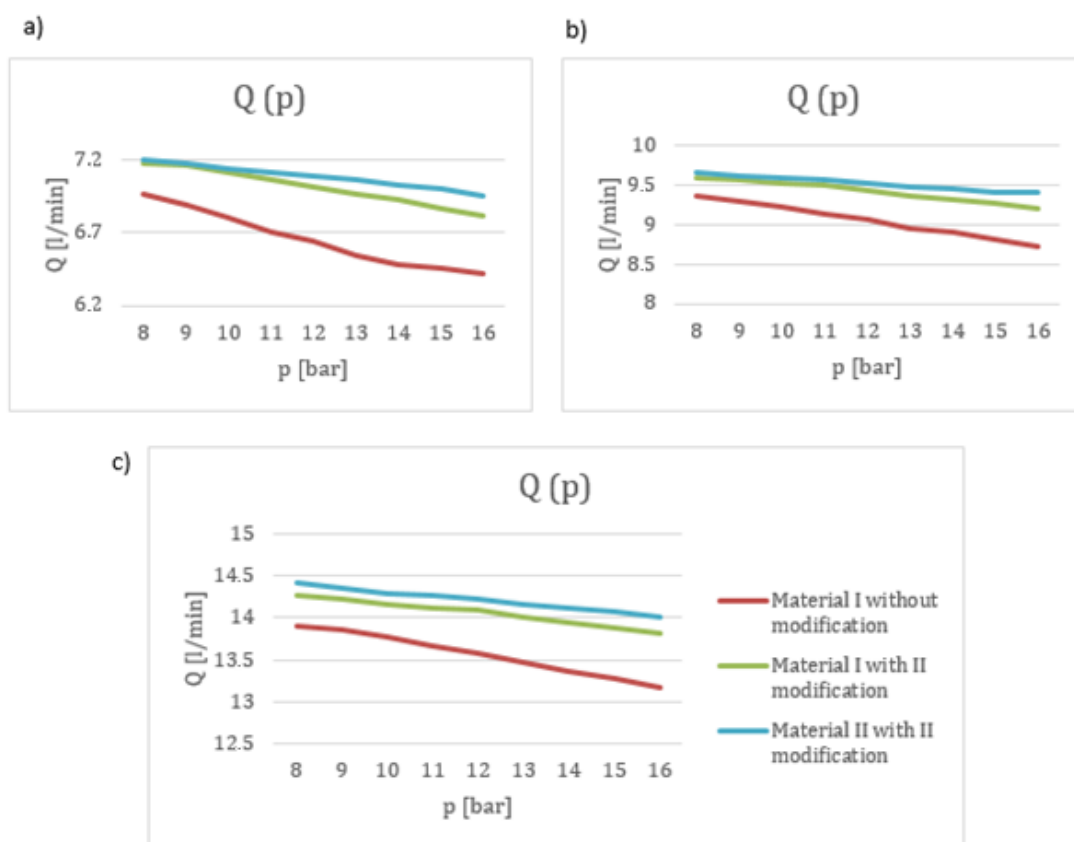 a)
Q (p)
7.2
6.7
6.2
Q [l/min]
8 9 10 11 12 13 14 15 16
p [bar]
b)
Q (p)
10
9.5
9
8.5
8
Q [l/min]
8 9 10 11 12 13 14 15 16
p [bar]
c)
Q (p)
15
14.5
14
13.5
13
12.5
Q [l/min]
8 9 10 11 12 13 14 15 16
p [bar]
Material I without
modification
Material I with II
modification
Material II with II
modification